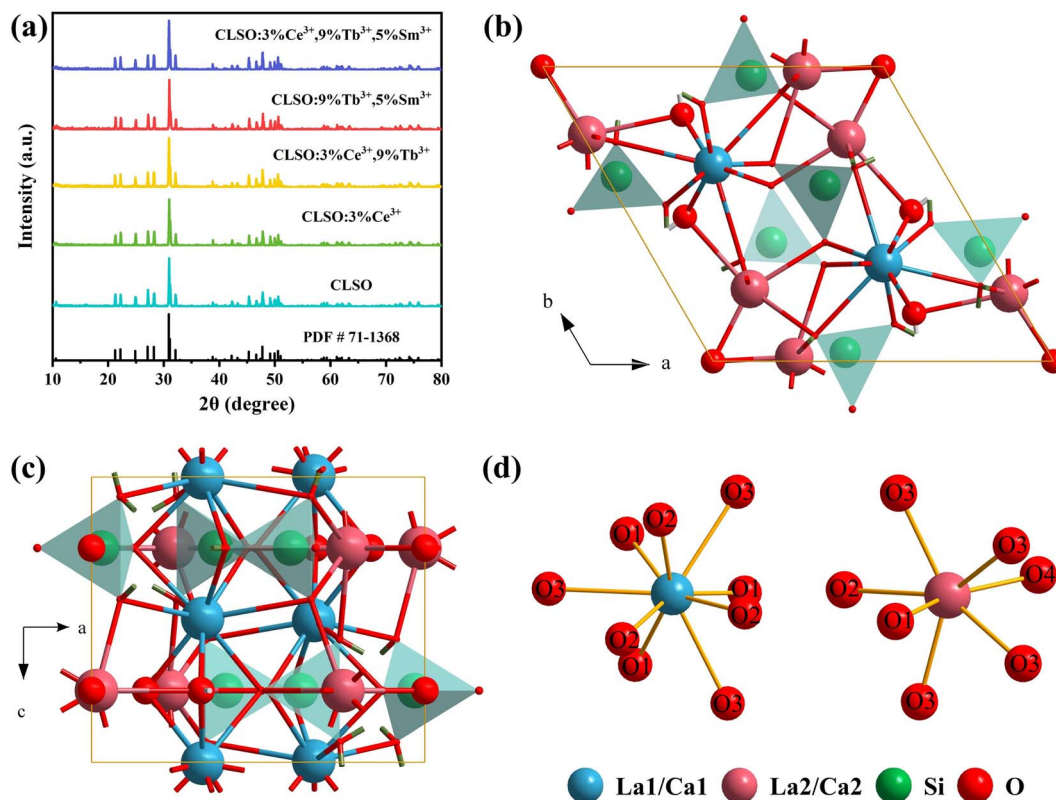 (a)
CLSO:3%Ce³⁺,9%Tb³⁺,5%Sm³⁺
CLSO:9%Tb³⁺,5%Sm³⁺
CLSO:3%Ce³⁺,9%Tb³⁺
CLSO:3%Ce³⁺
CLSO
PDF # 71-1368
Intensity (a.u.)
10 20 30 40 50 60 70 80
2θ (degree)
(b)
b
a
(c)
a
c
(d)
O3
O2
O1
O3
O1
O2
O2
O1
O3
O3
O3
O4
O2
O1
O3
O3
La1/Ca1 La2/Ca2 Si O